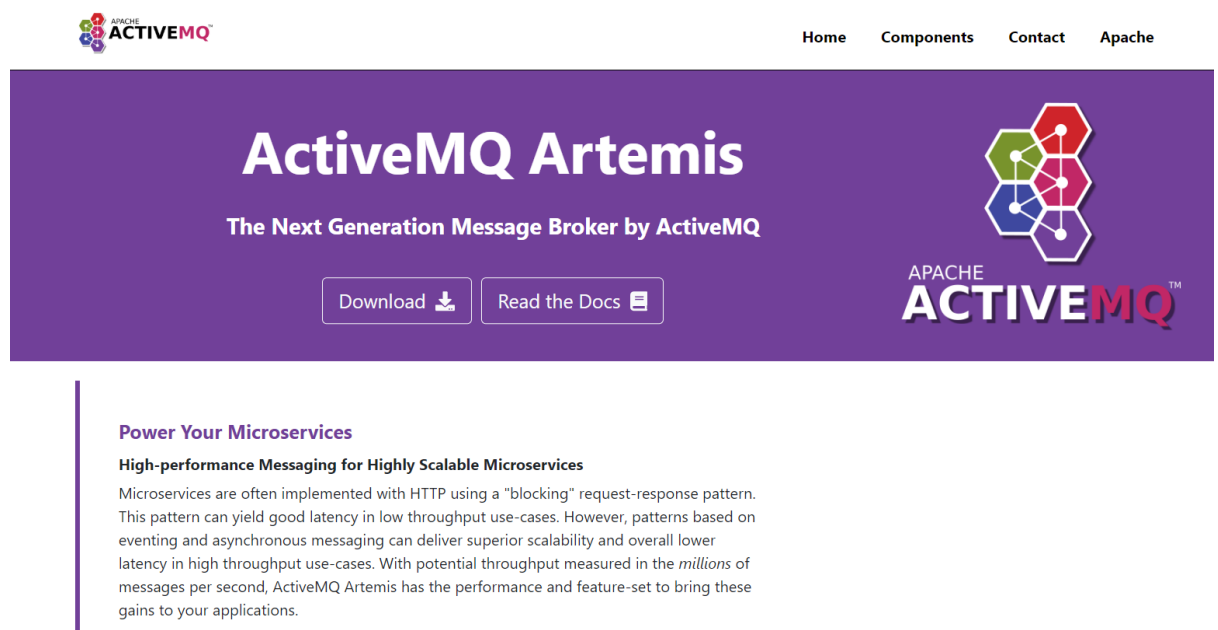 APACHE
ACTIVEMQ™
Home Components Contact Apache
ActiveMQ Artemis
The Next Generation Message Broker by ActiveMQ
Download Read the Docs
APACHE
ACTIVEMQ™
Power Your Microservices
High-performance Messaging for Highly Scalable Microservices
Microservices are often implemented with HTTP using a "blocking" request-response pattern.
This pattern can yield good latency in low throughput use-cases. However, patterns based on
eventing and asynchronous messaging can deliver superior scalability and overall lower
latency in high throughput use-cases. With potential throughput measured in the millions of
messages per second, ActiveMQ Artemis has the performance and feature-set to bring these
gains to your applications.